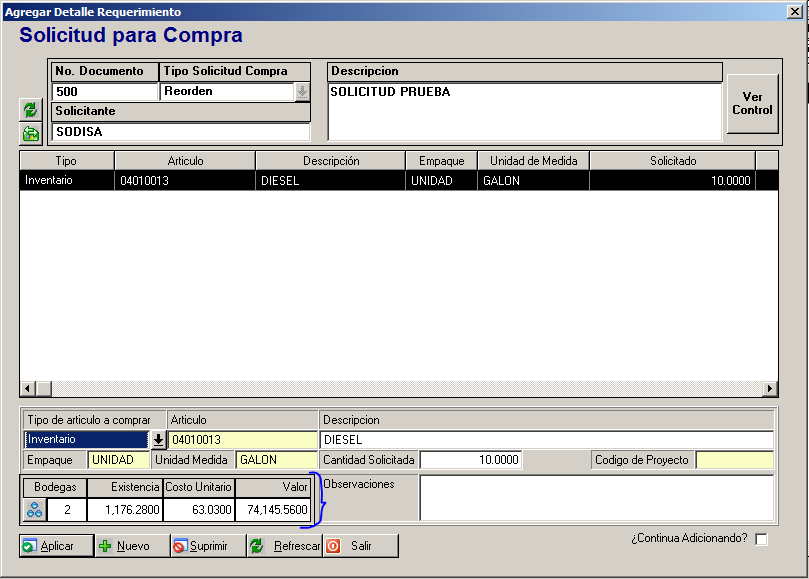 Agregar Detalle Requerimiento
Solicitud para Compra
No. Documento Tipo Solicitud Compra Descripcion
500 Reorden SOLICITUD PRUEBA
Ver
Control
Solicitante
SODISA
Tipo Articulo Descripción Empaque Unidad de Medida Solicitado
Inventario 04010013 DIESEL UNIDAD GALON 10.0000
Tipo de articulo a comprar Articulo Descripcion
Inventario 04010013 DIESEL
Empaque UNIDAD Unidad Medida GALON Cantidad Solicitada 10.0000 Codigo de Proyecto
Bodegas Existencia Costo Unitario Valor Observaciones
2 1,176.2800 63.0300 74,145.5600
Aplicar Nuevo Suprimir Refrescar Salir ¿Continua Adicionando?